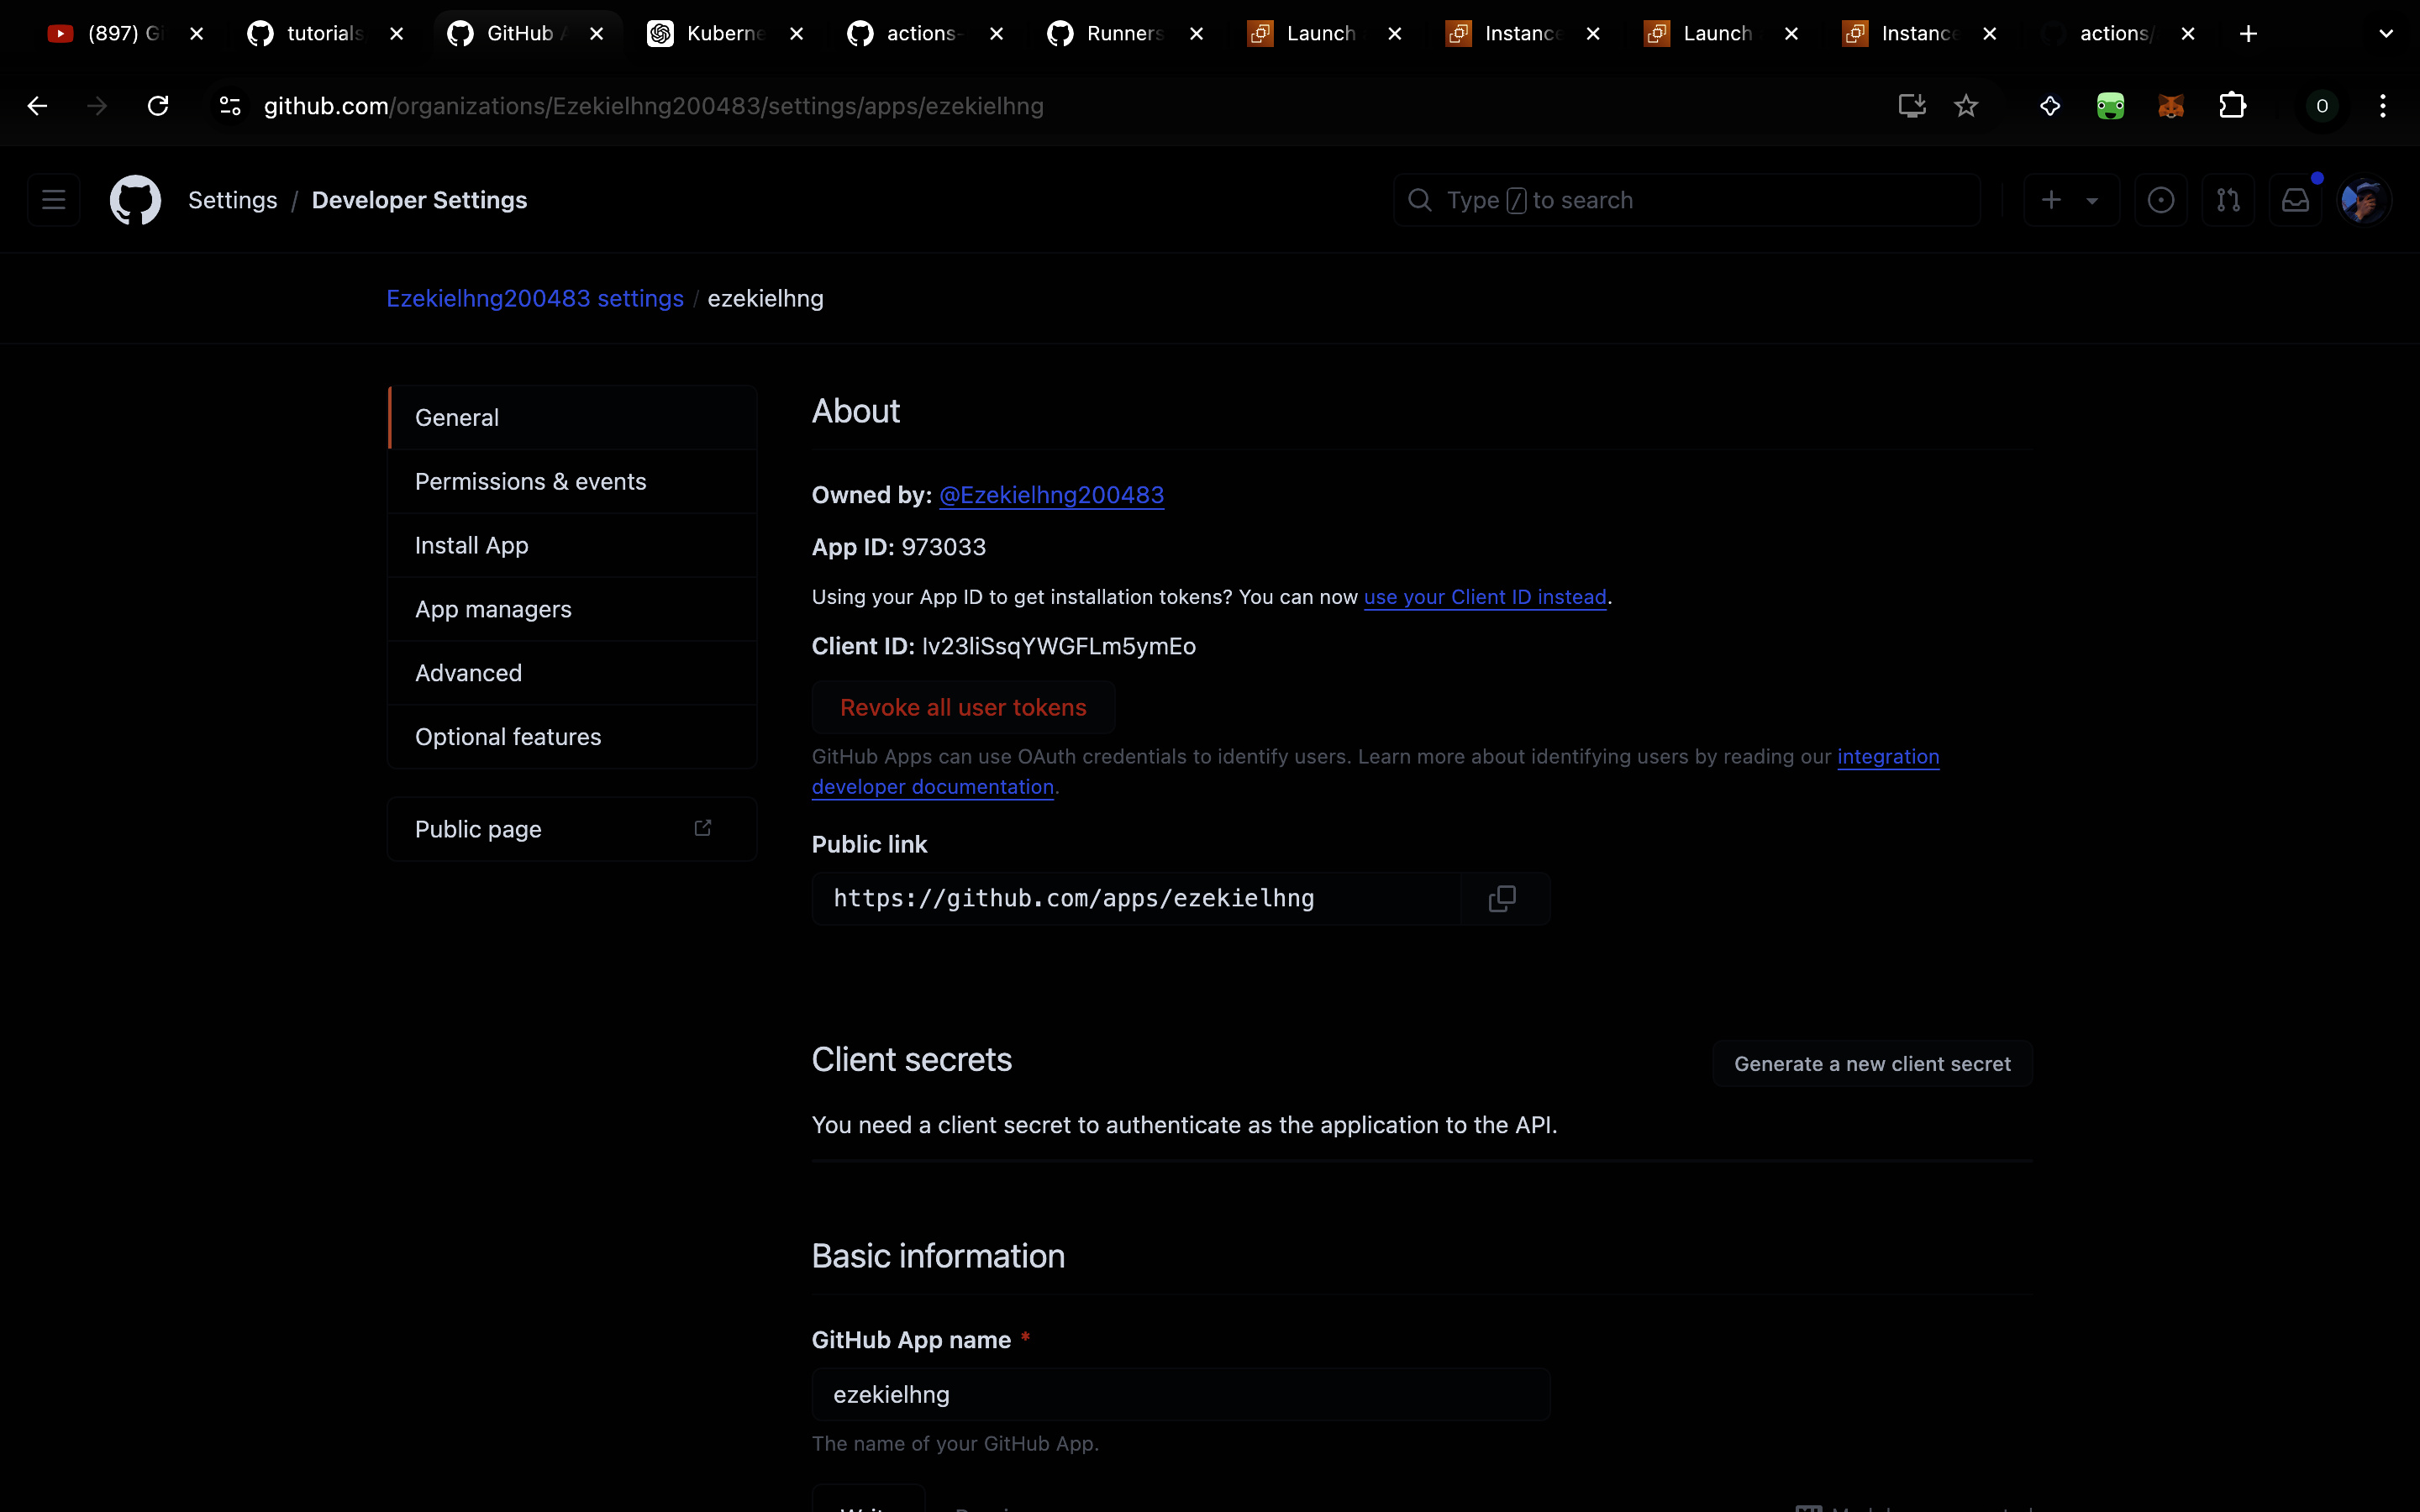 (897) Gi
tutorials
GitHub A
Kuberne
actions-
Runners
Launch
Instance
Launch
Instance
actions/
github.com/organizations/Ezekielhng200483/settings/apps/ezekielhng
O
Settings / Developer Settings
Type / to search
Ezekielhng200483 settings / ezekielhng
General
Permissions & events
Install App
App managers
Advanced
Optional features
Public page
About
Owned by: @Ezekielhng200483
App ID: 973033
Using your App ID to get installation tokens? You can now use your Client ID instead.
Client ID: Iv23liSsqYWGFLm5ymEo
Revoke all user tokens
GitHub Apps can use OAuth credentials to identify users. Learn more about identifying users by reading our integration
developer documentation.
Public link
https://github.com/apps/ezekielhng
Client secrets
Generate a new client secret
You need a client secret to authenticate as the application to the API.
Basic information
GitHub App name *
ezekielhng
The name of your GitHub App.